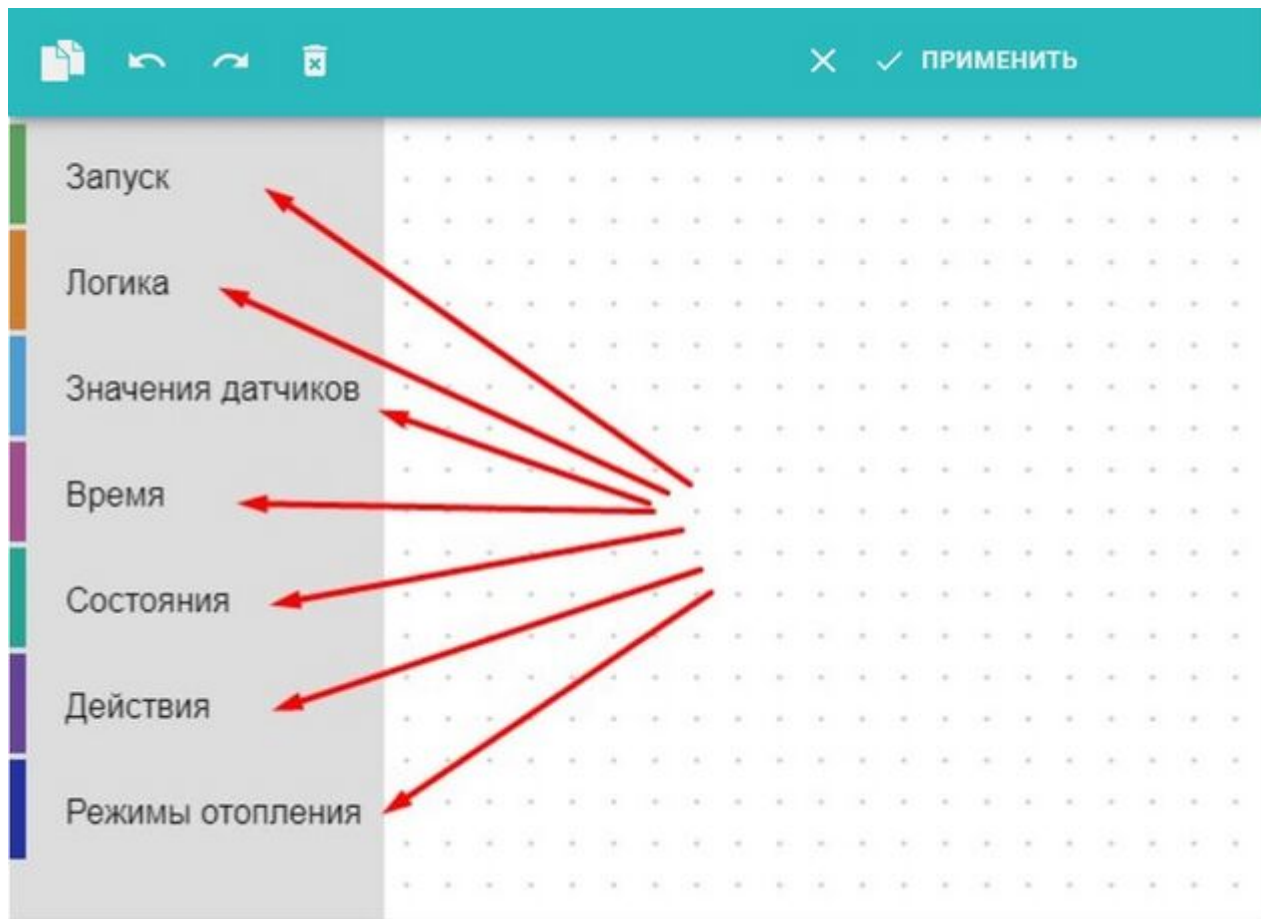 ПРИМЕНИТЬ
Запуск
Логика
Значения датчиков
Время
Состояния
Действия
Режимы отопления